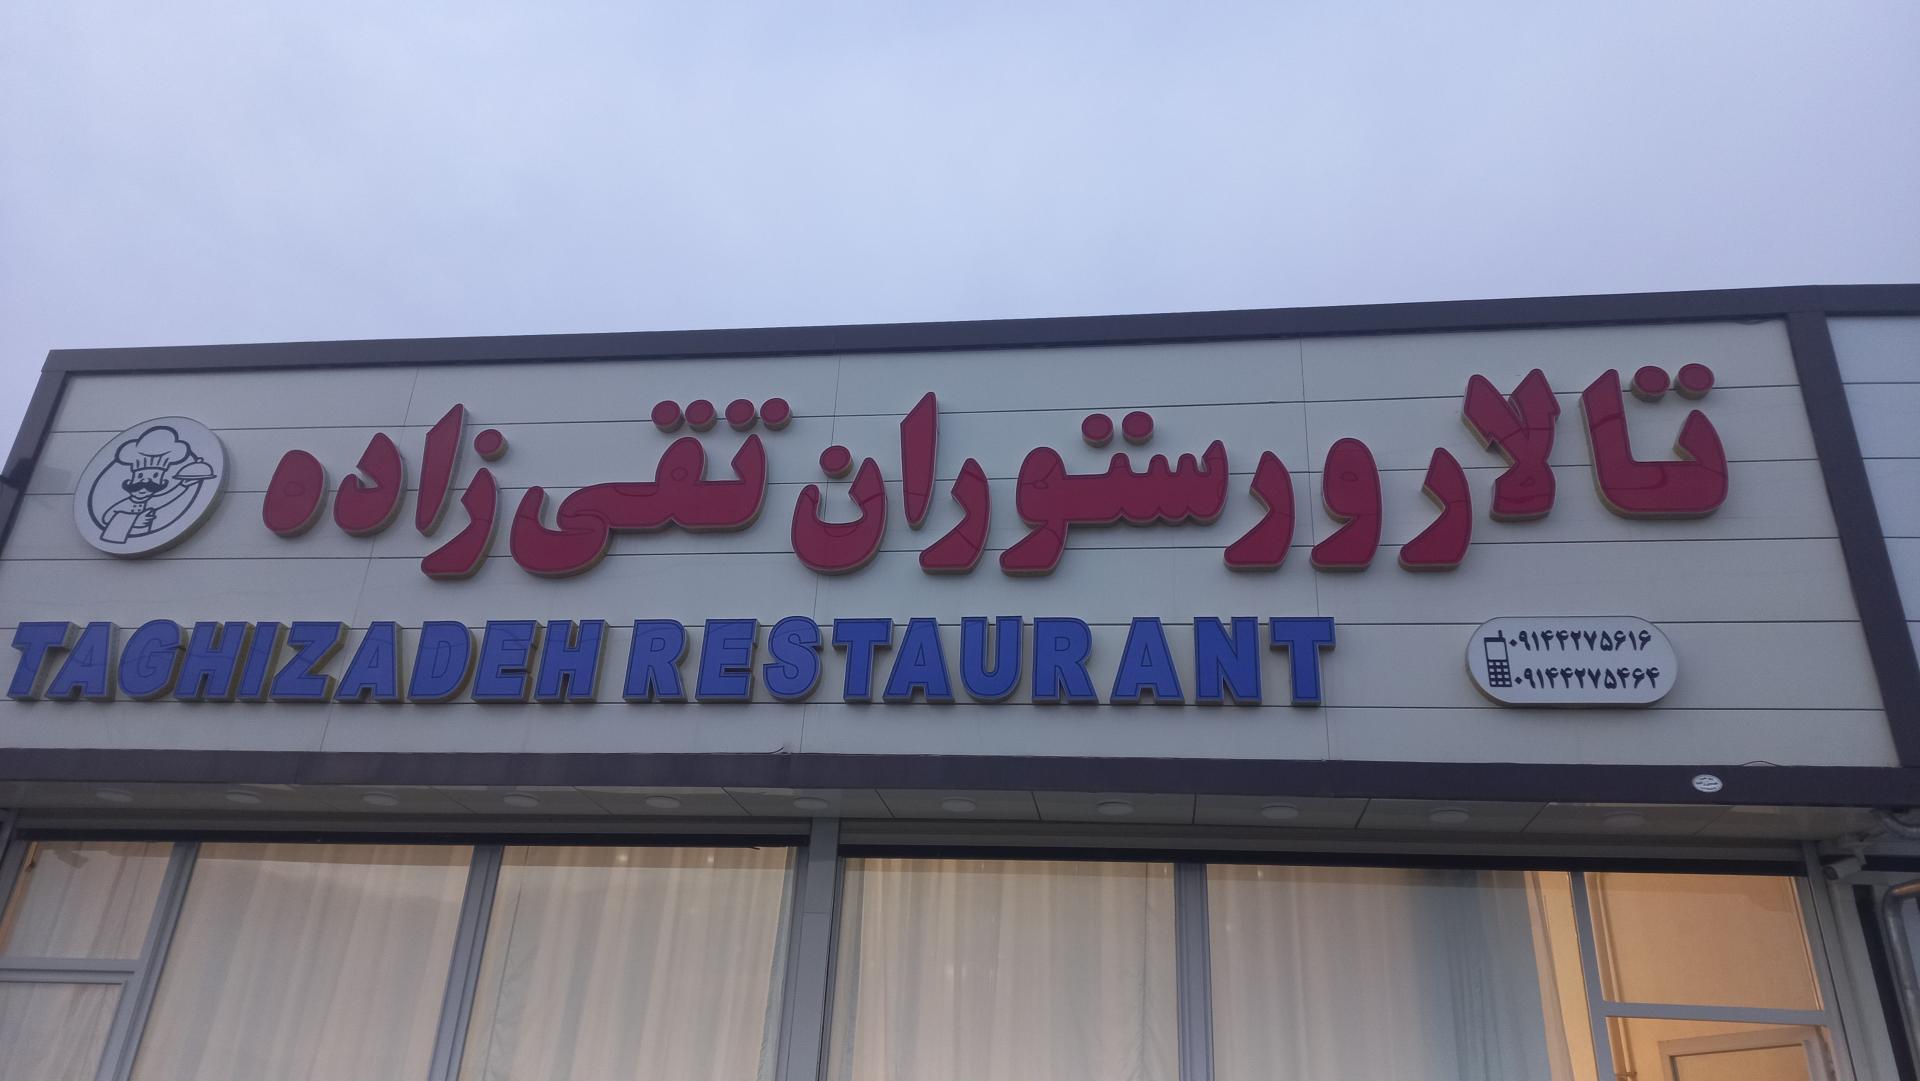 تالار و رستوران تقی زاده
TAGHIZADEH RESTAURANT
۰۹۱۴۴۲۷۵۶۱۶
۰۹۱۴۴۲۷۵۴۶۴